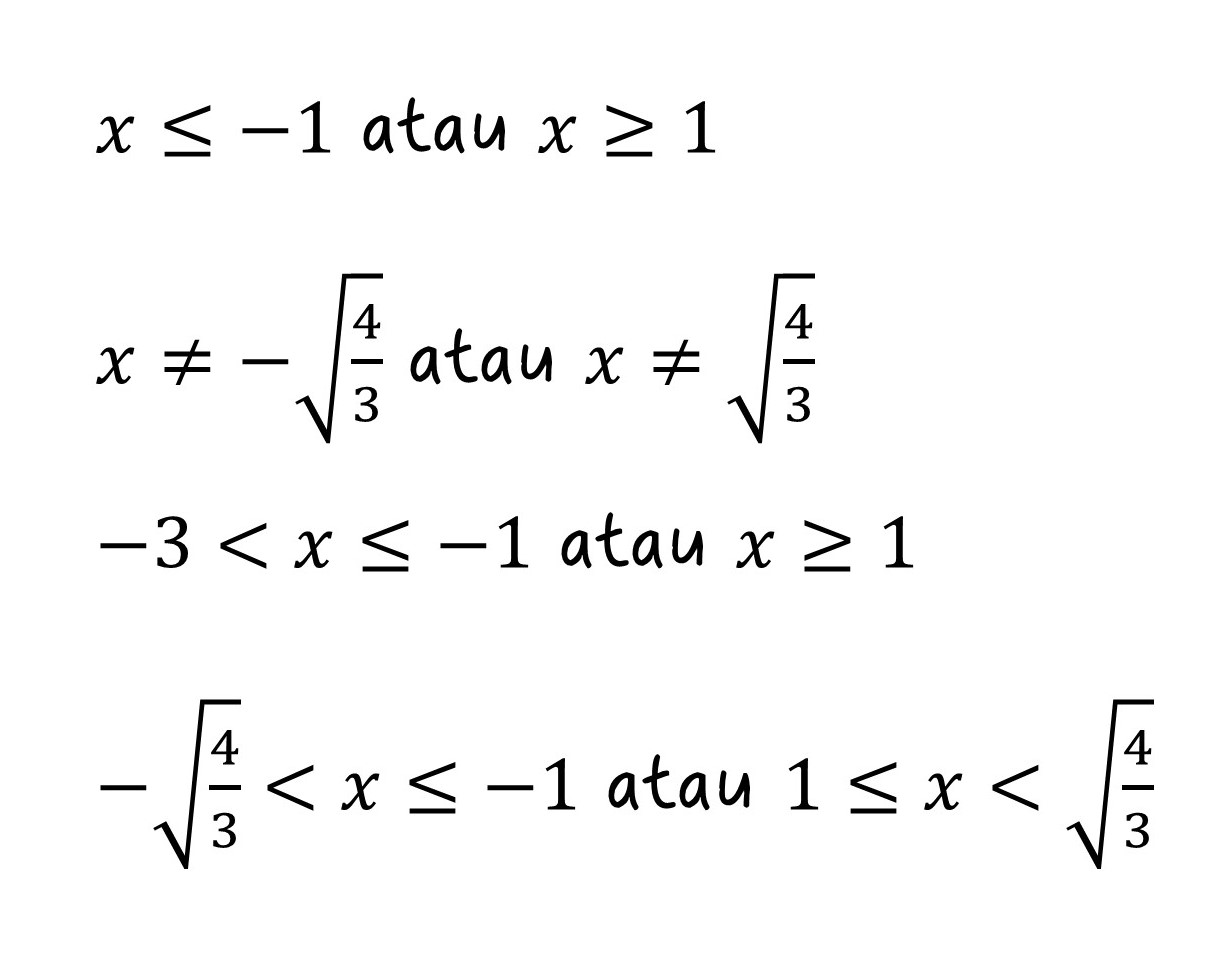 x ≤ −1 atau x ≥ 1
x ≠ −√(4/3) atau x ≠ √(4/3)
−3 < x ≤ −1 atau x ≥ 1
−√(4/3) < x ≤ −1 atau 1 ≤ x < √(4/3)